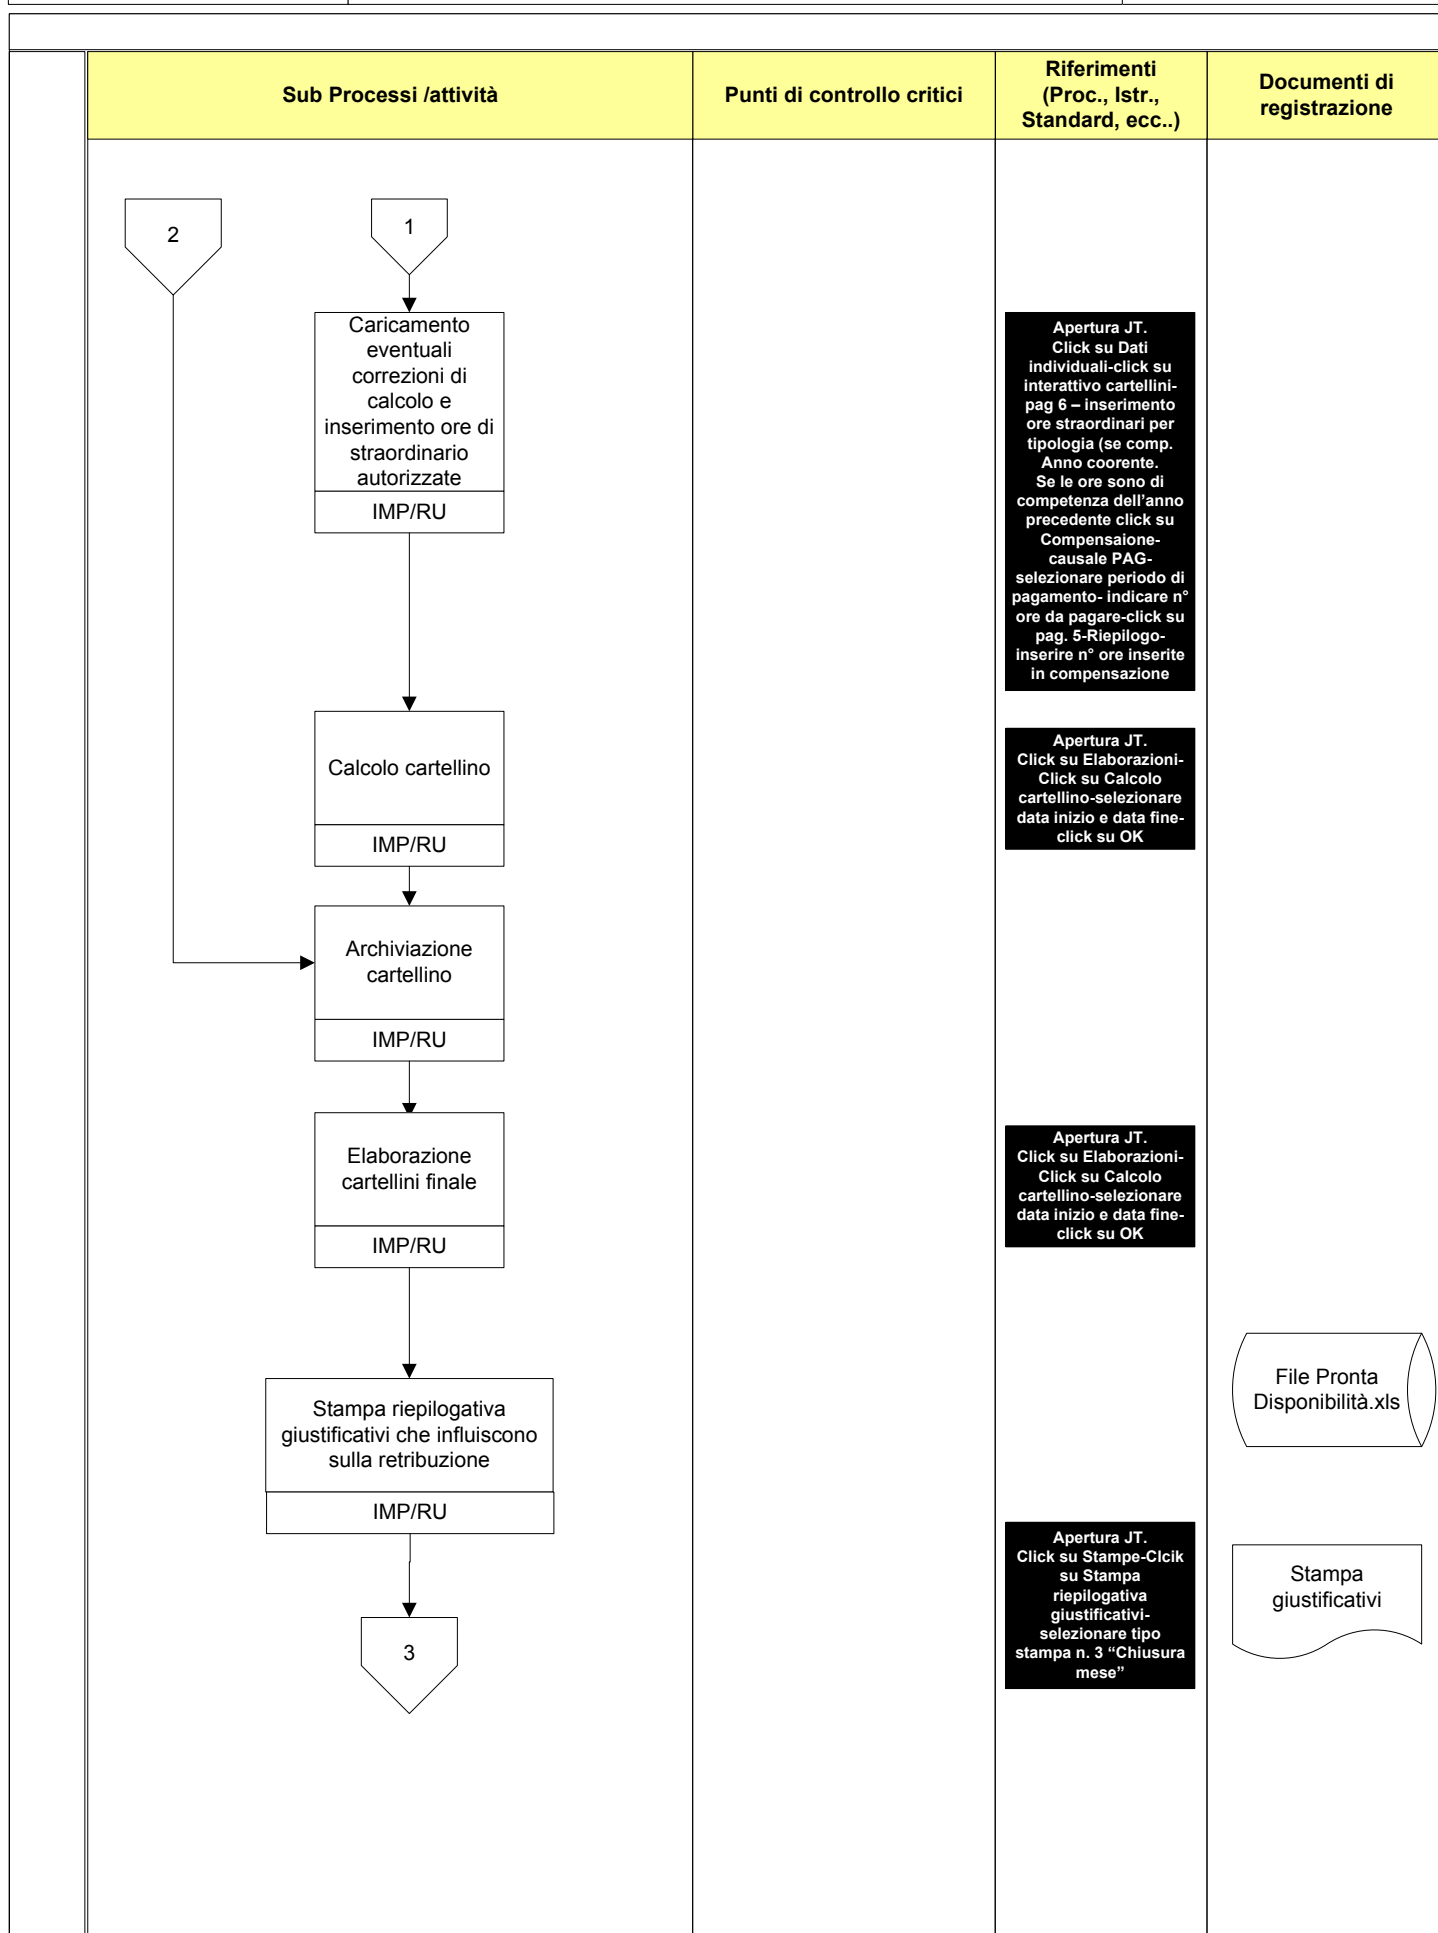 Sub Processi /attività
Punti di controllo critici
Riferimenti
(Proc., Istr.,
Standard, ecc..)
Documenti di
registrazione
2
1
Caricamento
eventuali
correzioni di
calcolo e
inserimento ore di
straordinario
autorizzate
IMP/RU
Apertura JT.
Click su Dati
individuali-click su
interattivo cartellini-
pag 6 – inserimento
ore straordinari per
tipologia (se comp.
Anno coorente.
Se le ore sono di
competenza dell'anno
precedente click su
Compensaione-
causale PAG-
selezionare periodo di
pagamento- indicare n°
ore da pagare-click su
pag. 5-Riepilogo-
inserire n° ore inserite
in compensazione
Calcolo cartellino
IMP/RU
Apertura JT.
Click su Elaborazioni-
Click su Calcolo
cartellino-selezionare
data inizio e data fine-
click su OK
Archiviazione
cartellino
IMP/RU
Elaborazione
cartellini finale
IMP/RU
Apertura JT.
Click su Elaborazioni-
Click su Calcolo
cartellino-selezionare
data inizio e data fine-
click su OK
File Pronta
Disponibilità.xls
Stampa riepilogativa
giustificativi che influiscono
sulla retribuzione
IMP/RU
Apertura JT.
Click su Stampe-Clcik
su Stampa
riepilogativa
giustificativi-
selezionare tipo
stampa n. 3 “Chiusura
mese”
Stampa
giustificativi
3